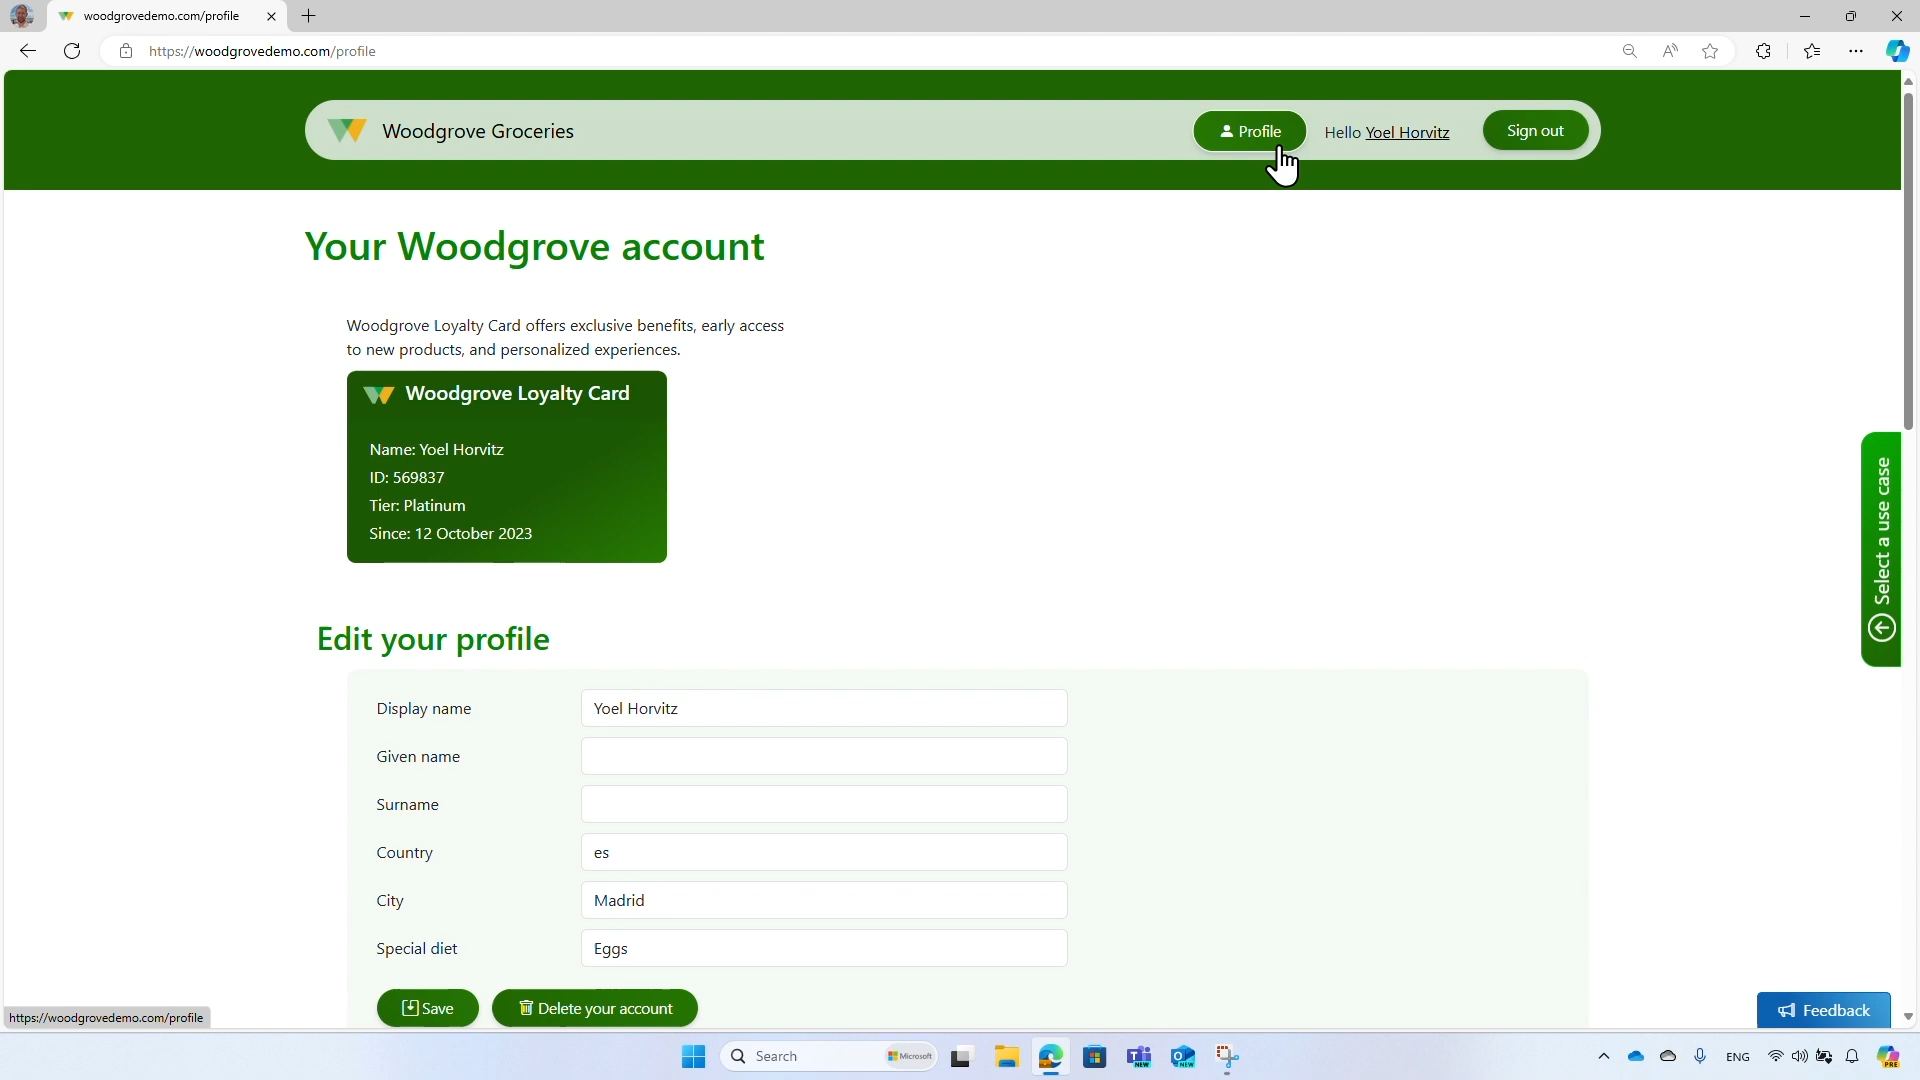 woodgrovedemo.com/profile
https://woodgrovedemo.com/profile
Woodgrove Groceries
Profile
Hello Yoel Horvitz
Sign out
Your Woodgrove account
Woodgrove Loyalty Card offers exclusive benefits, early access
to new products, and personalized experiences.
Woodgrove Loyalty Card
Name: Yoel Horvitz
ID: 569837
Tier: Platinum
Since: 12 October 2023
Select a use case
Edit your profile
Display name
Yoel Horvitz
Given name
Surname
Country
es
City
Madrid
Special diet
Eggs
Save
Delete your account
Feedback
https://woodgrovedemo.com/profile
Search
Microsoft
NEW
NEW
ENG
PRE